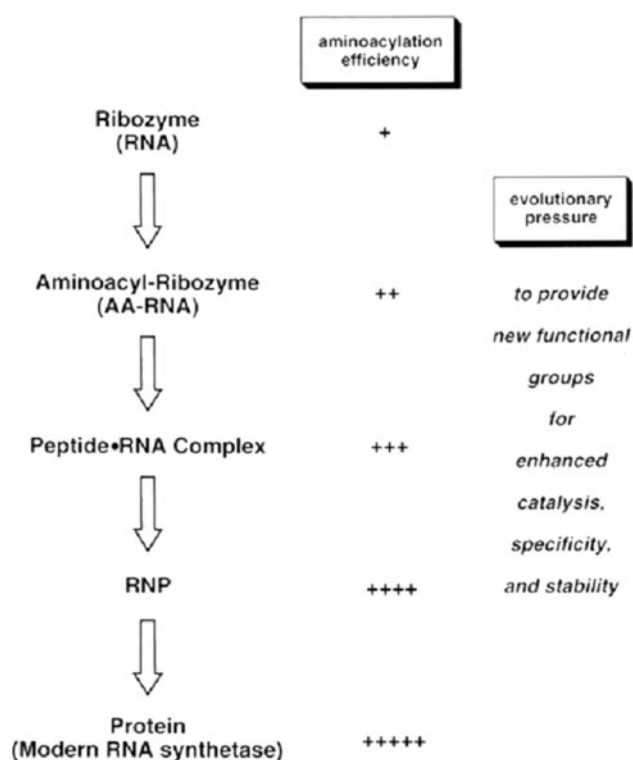 aminoacylation
efficiency
Ribozyme
(RNA)
+
evolutionary
pressure
Aminoacyl-Ribozyme
(AA-RNA)
++
to provide
new functional
groups
for
Peptide•RNA Complex
+++
enhanced
catalysis,
specificity,
RNP
++++
and stability
Protein
(Modern RNA synthetase)
+++++